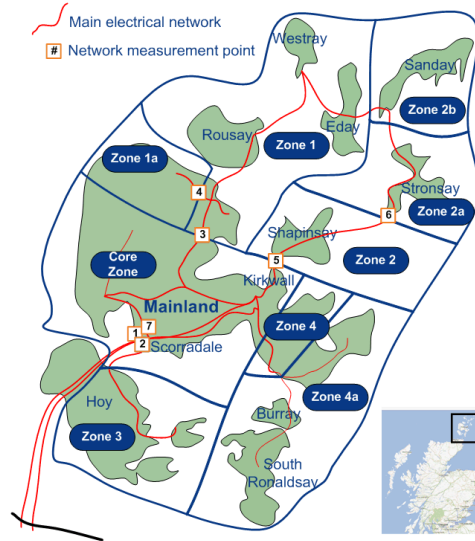 Main electrical network
# Network measurement point
Westray
Sanday
Zone 2b
Eday
Rousay
Zone 1
Zone 1a
4
Stronsay
6
Zone 2a
3
Shapinsay
5
Zone 2
Kirkwall
Core
Zone
Mainland
1
7
2
Scorradale
Zone 4
Zone 4a
Hoy
Zone 3
Burray
South
Ronaldsay